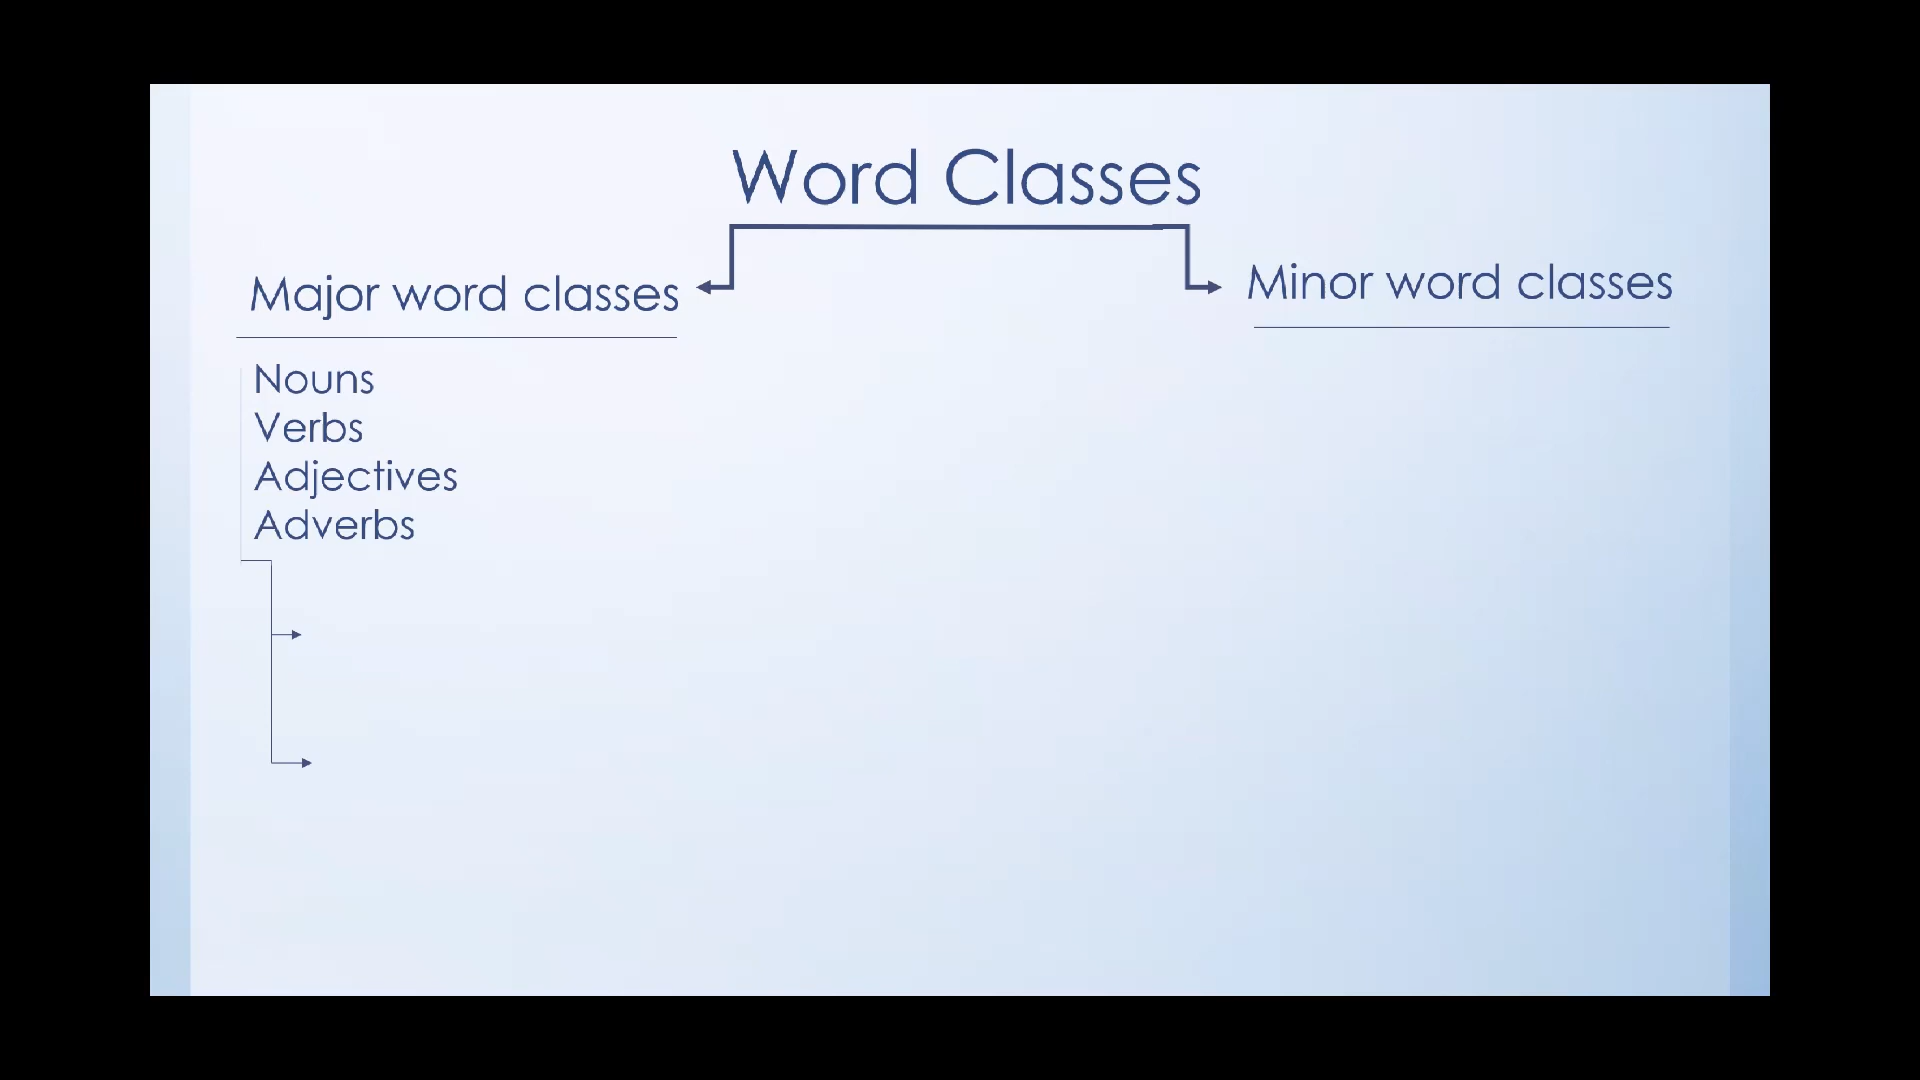 Word Classes
Major word classes
Nouns
Verbs
Adjectives
Adverbs
Minor word classes